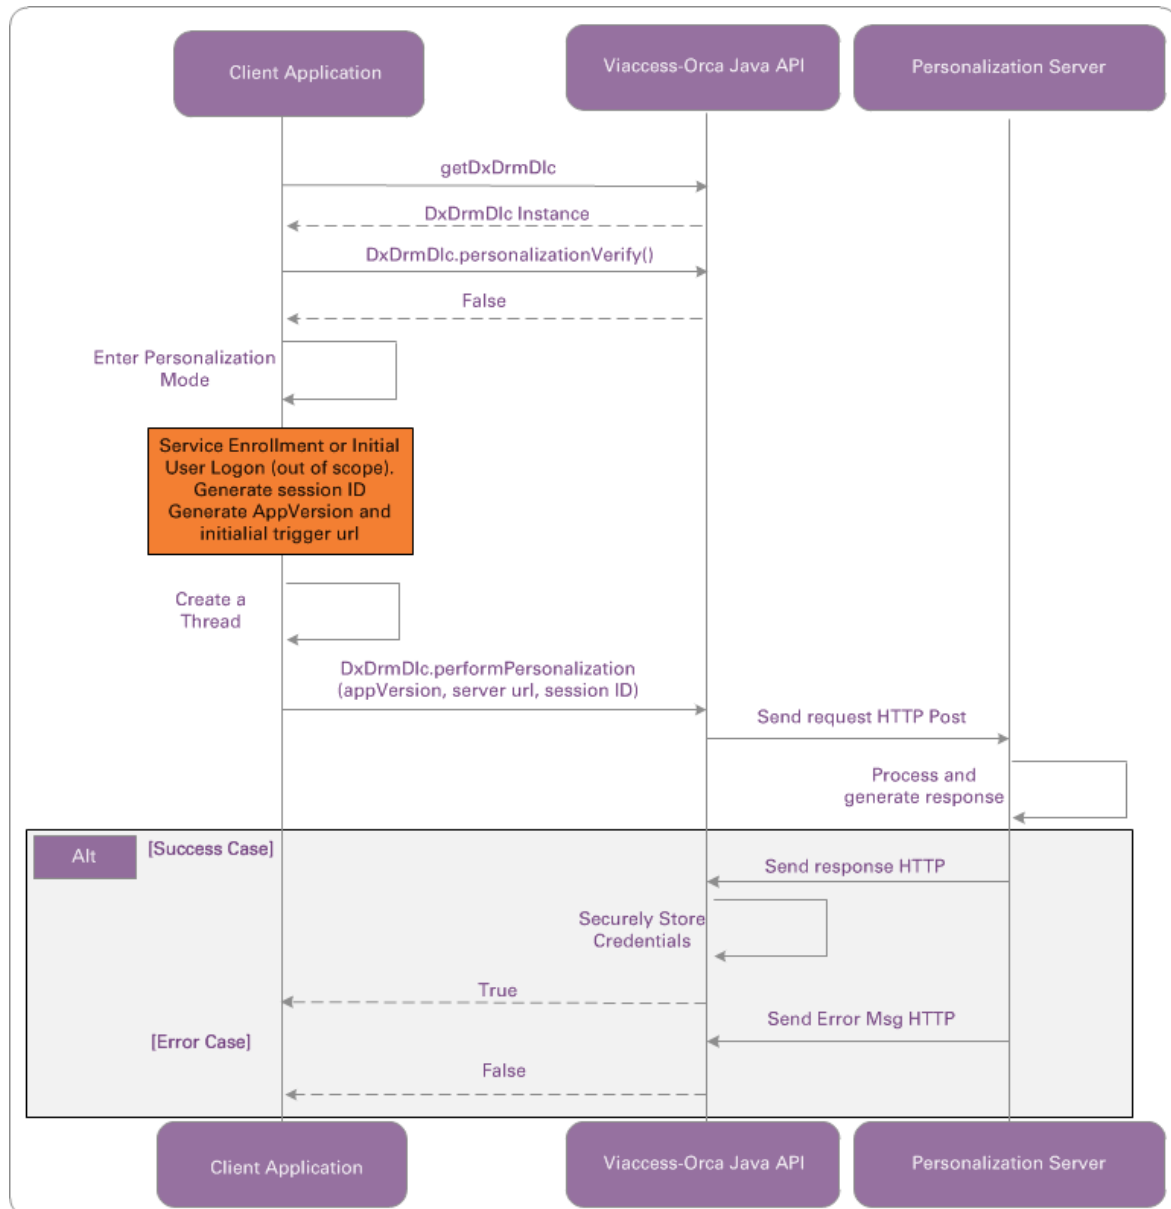 Client Application
Viaccess-Orca Java API
Personalization Server
getDxDrmDlc
DxDrmDlc Instance
DxDrmDlc.personalizationVerify()
False
Enter Personalization
Mode
Service Enrollment or Initial
User Logon (out of scope).
Generate session ID
Generate AppVersion and
initialial trigger url
Create a
Thread
DxDrmDlc.performPersonalization
(appVersion, server url, session ID)
Send request HTTP Post
Process and
generate response
Alt
[Success Case]
Send response HTTP
Securely Store
Credentials
True
Send Error Msg HTTP
[Error Case]
False
Client Application
Viaccess-Orca Java API
Personalization Server